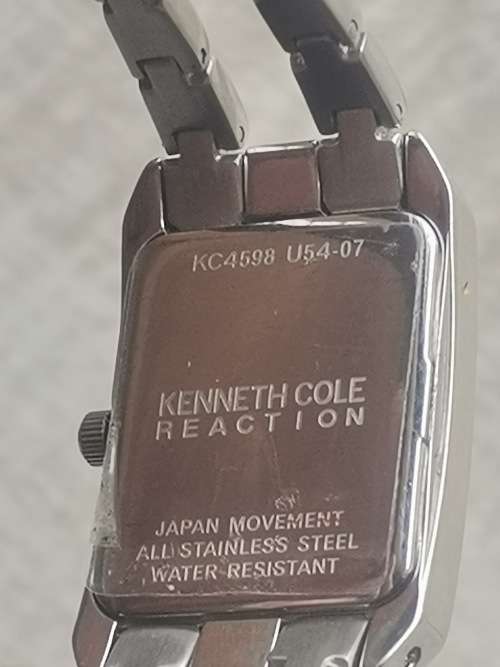 KC4598 U54-07
KENNETH COLE
REACTION
JAPAN MOVEMENT
ALL STAINLESS STEEL
WATER RESISTANT